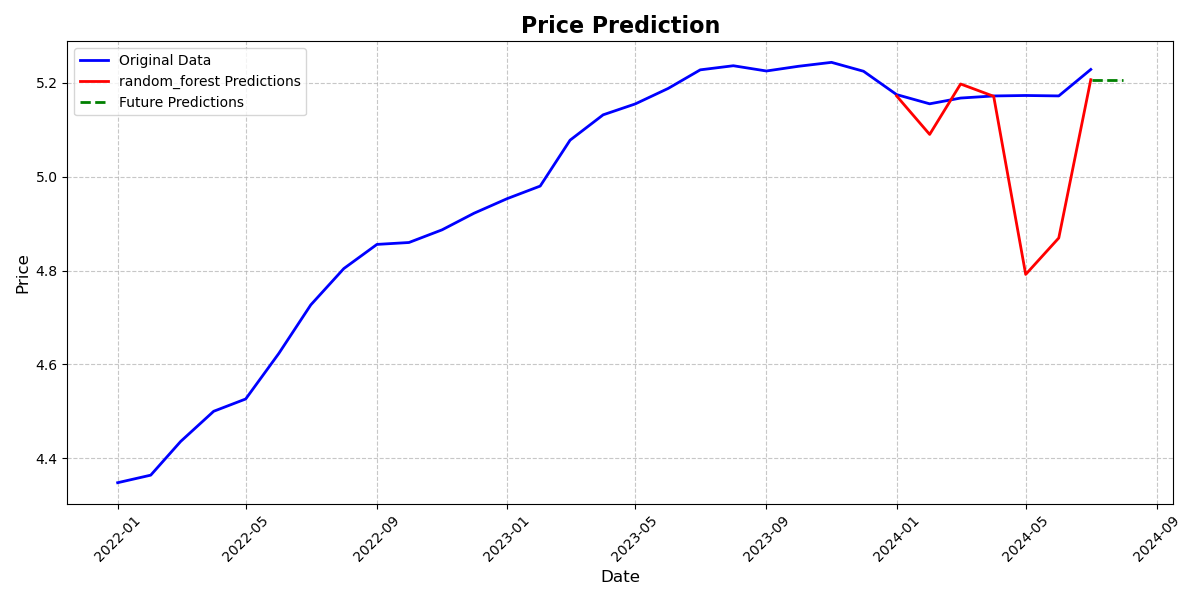 Price Prediction
Original Data
random_forest Predictions
Future Predictions
Price
5.2
5.0
4.8
4.6
4.4
2022-01
2022-05
2022-09
2023-01
2023-05
2023-09
2024-01
2024-05
2024-09
Date